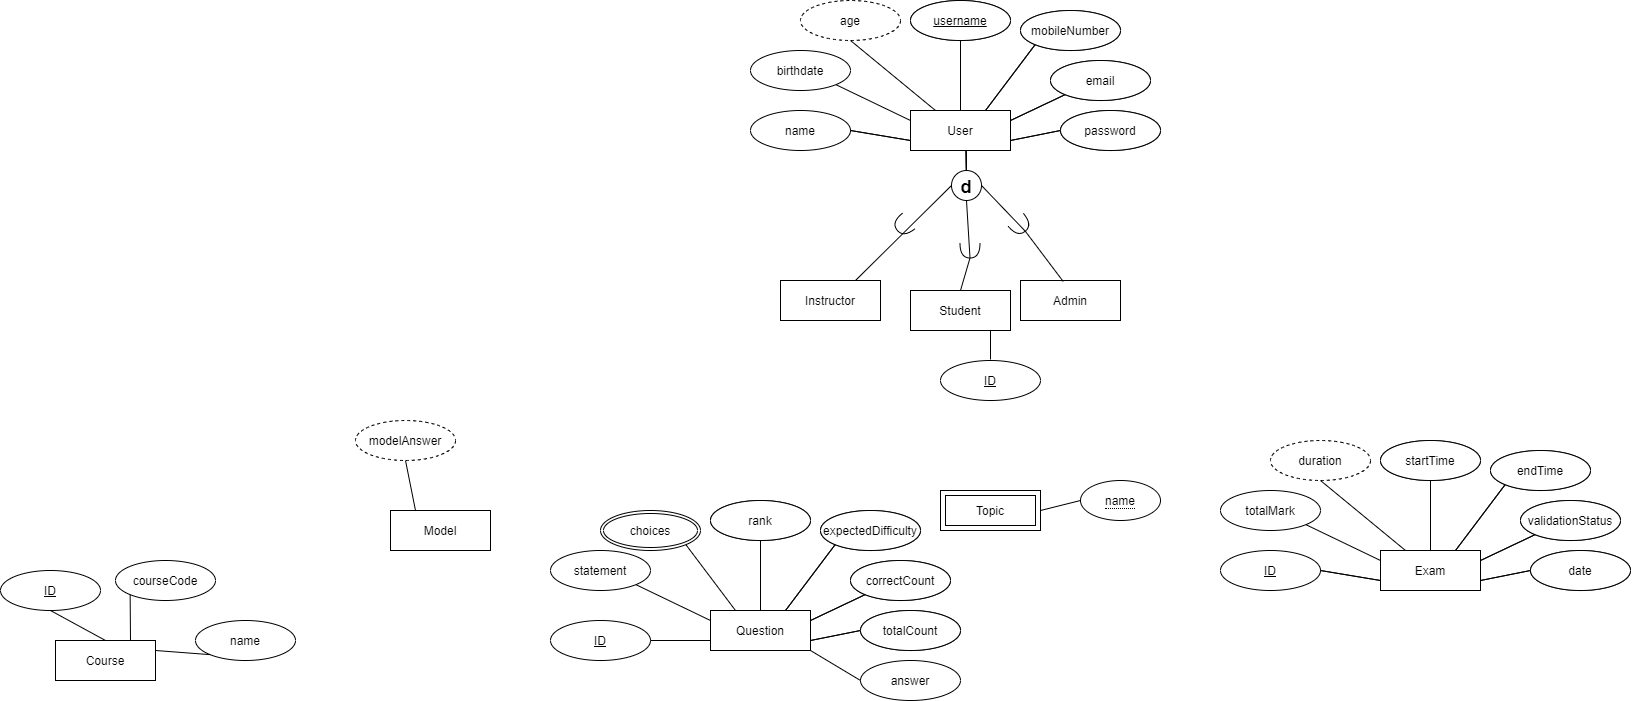 age
username
mobileNumber
birthdate
email
name
User
password
d
Instructor
Student
Admin
ID
modelAnswer
duration
startTime
endTime
Model
choices
rank
expectedDifficulty
Topic
name
totalMark
validationStatus
ID
courseCode
statement
correctCount
ID
Exam
date
Course
name
ID
Question
totalCount
answer